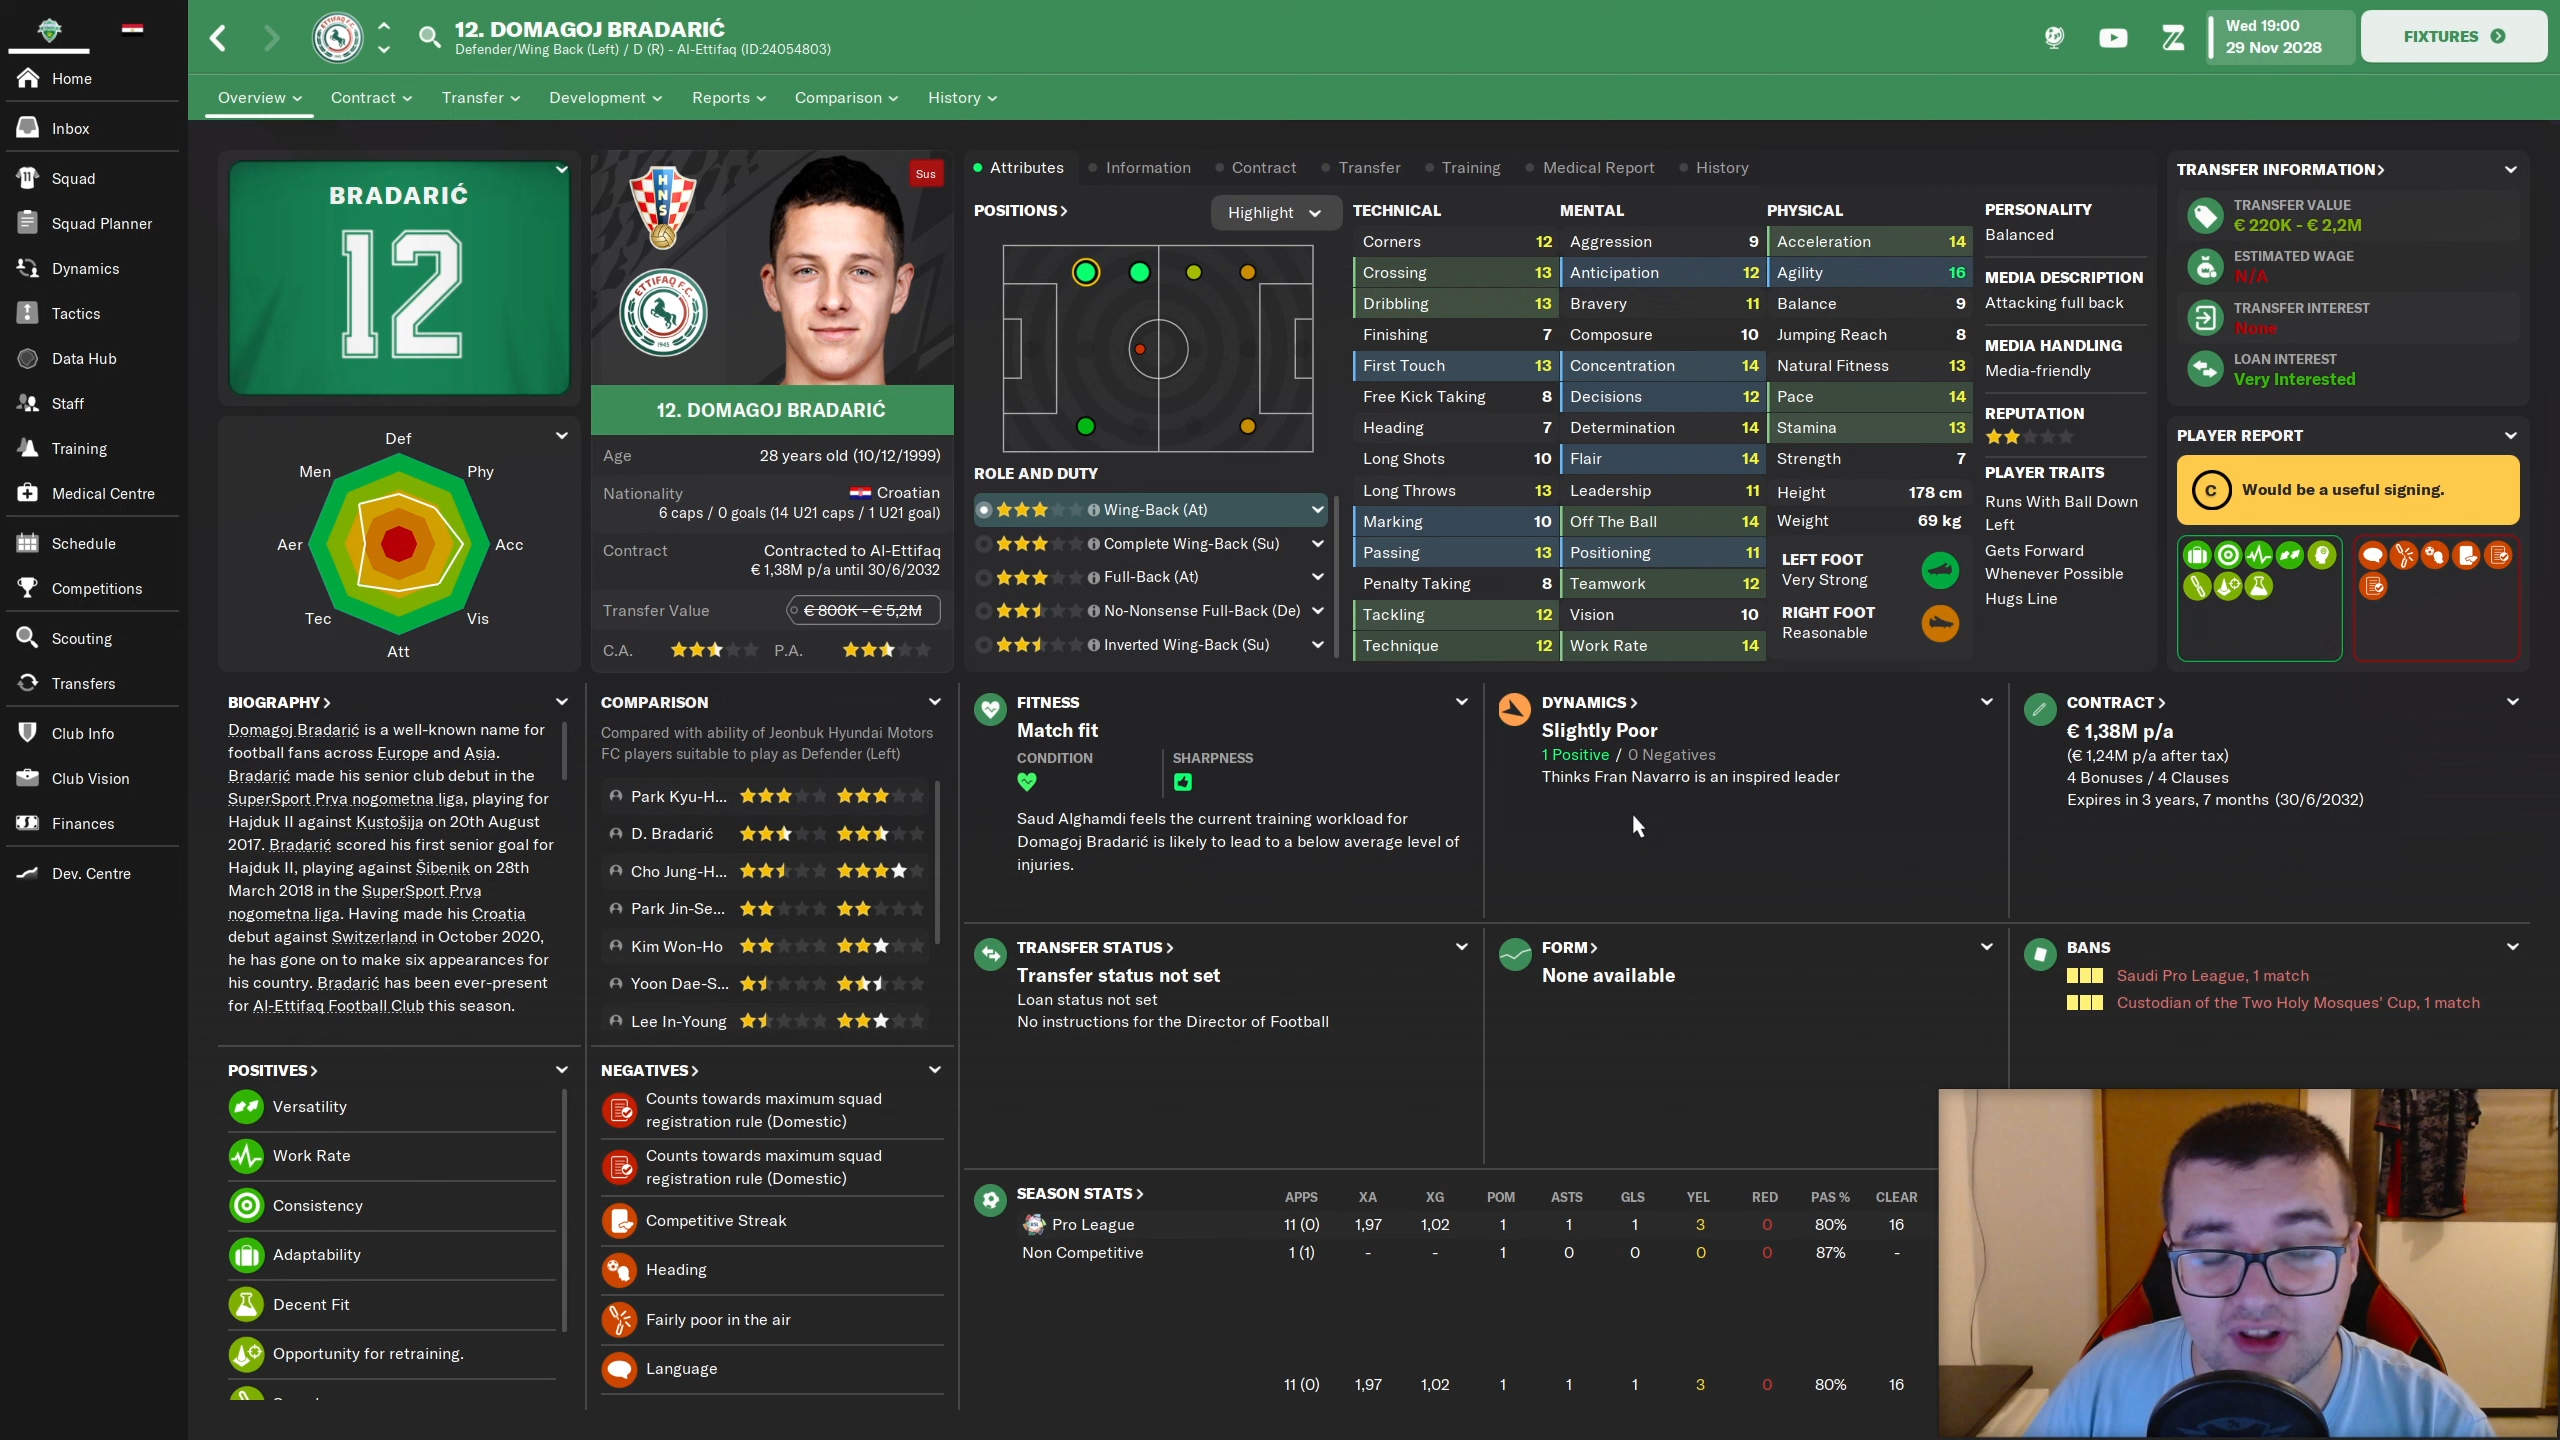 12. DOMAGOJ BRADARIĆ
Defender/Wing Back (Left) / D (R) - Al-Ettifaq (ID:24054803)
Wed 19:00
29 Nov 2028
FIXTURES
Overview
Contract
Transfer
Development
Reports
Comparison
History
Home
Inbox
Squad
Squad Planner
Dynamics
Tactics
Data Hub
Staff
Training
Medical Centre
Schedule
Competitions
Scouting
Transfers
Club Info
Club Vision
Finances
Dev. Centre
BRADARIĆ
12
Def
Phy
Acc
Vis
Att
Tec
Aer
Men
HNS
ETTIFAQ F.C.
1945
Sus
12. DOMAGOJ BRADARIĆ
Age 28 years old (10/12/1999)
Nationality Croatian
6 caps / 0 goals (14 U21 caps / 1 U21 goal)
Contract Contracted to Al-Ettifaq
€ 1,38M p/a until 30/6/2032
Transfer Value € 800K - € 5,2M
C.A. P.A.
Attributes
Information
Contract
Transfer
Training
Medical Report
History
POSITIONS
Highlight
ROLE AND DUTY
Wing-Back (At)
Complete Wing-Back (Su)
Full-Back (At)
No-Nonsense Full-Back (De)
Inverted Wing-Back (Su)
TECHNICAL
Corners 12
Crossing 13
Dribbling 13
Finishing 7
First Touch 13
Free Kick Taking 8
Heading 7
Long Shots 10
Long Throws 13
Marking 10
Passing 13
Penalty Taking 8
Tackling 12
Technique 12
MENTAL
Aggression 9
Anticipation 12
Bravery 11
Composure 10
Concentration 14
Decisions 12
Determination 14
Flair 14
Leadership 11
Off The Ball 14
Positioning 11
Teamwork 12
Vision 10
Work Rate 14
PHYSICAL
Acceleration 14
Agility 16
Balance 9
Jumping Reach 8
Natural Fitness 13
Pace 14
Stamina 13
Strength 7
Height 178 cm
Weight 69 kg
LEFT FOOT
Very Strong
RIGHT FOOT
Reasonable
PERSONALITY
Balanced
MEDIA DESCRIPTION
Attacking full back
MEDIA HANDLING
Media-friendly
REPUTATION
PLAYER TRAITS
Runs With Ball Down
Left
Gets Forward
Whenever Possible
Hugs Line
TRANSFER INFORMATION
TRANSFER VALUE
€ 220K - € 2,2M
ESTIMATED WAGE
N/A
TRANSFER INTEREST
None
LOAN INTEREST
Very Interested
PLAYER REPORT
C Would be a useful signing.
BIOGRAPHY
Domagoj Bradarić is a well-known name for
football fans across Europe and Asia.
Bradarić made his senior club debut in the
SuperSport Prva nogometna liga, playing for
Hajduk II against Kustošija on 20th August
2017. Bradarić scored his first senior goal for
Hajduk II, playing against Šibenik on 28th
March 2018 in the SuperSport Prva
nogometna liga. Having made his Croatia
debut against Switzerland in October 2020,
he has gone on to make six appearances for
his country. Bradarić has been ever-present
for Al-Ettifaq Football Club this season.
COMPARISON
Compared with ability of Jeonbuk Hyundai Motors
FC players suitable to play as Defender (Left)
Park Kyu-H...
D. Bradarić
Cho Jung-H...
Park Jin-Se...
Kim Won-Ho
Yoon Dae-S...
Lee In-Young
FITNESS
Match fit
CONDITION
SHARPNESS
Saud Alghamdi feels the current training workload for
Domagoj Bradarić is likely to lead to a below average level of
injuries.
DYNAMICS
Slightly Poor
1 Positive / 0 Negatives
Thinks Fran Navarro is an inspired leader
CONTRACT
€ 1,38M p/a
(€ 1,24M p/a after tax)
4 Bonuses / 4 Clauses
Expires in 3 years, 7 months (30/6/2032)
TRANSFER STATUS
Transfer status not set
Loan status not set
No instructions for the Director of Football
FORM
None available
BANS
Saudi Pro League, 1 match
Custodian of the Two Holy Mosques' Cup, 1 match
POSITIVES
Versatility
Work Rate
Consistency
Adaptability
Decent Fit
Opportunity for retraining.
NEGATIVES
Counts towards maximum squad
registration rule (Domestic)
Counts towards maximum squad
registration rule (Domestic)
Competitive Streak
Heading
Fairly poor in the air
Language
SEASON STATS APPS XA XG POM ASTS GLS YEL RED PAS % CLEAR
Pro League 11 (0) 1,97 1,02 1 1 1 3 0 80% 16
Non Competitive 1 (1) - - 1 0 0 0 0 87% -
11 (0) 1,97 1,02 1 1 1 3 0 80% 16